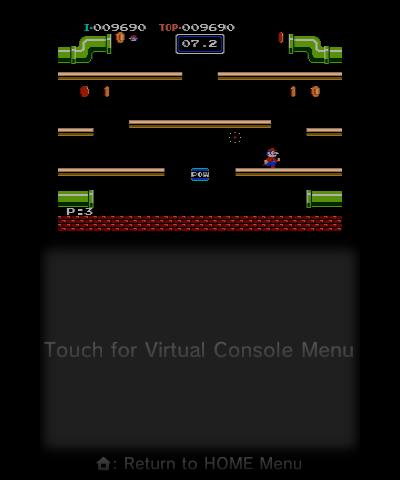 I-009690 TOP-009690
07.2
POW
P:3
Touch for Virtual Console Menu
: Return to HOME Menu